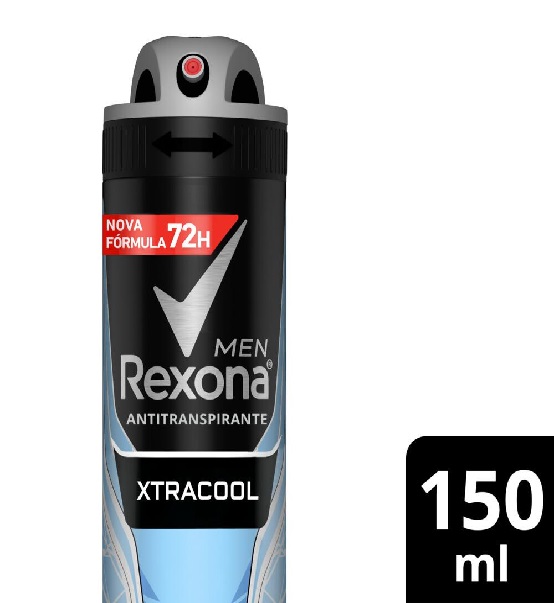 NOVA
FÓRMULA 72H
MEN
Rexona®
ANTITRANSPIRANTE
XTRACOOL
150
ml